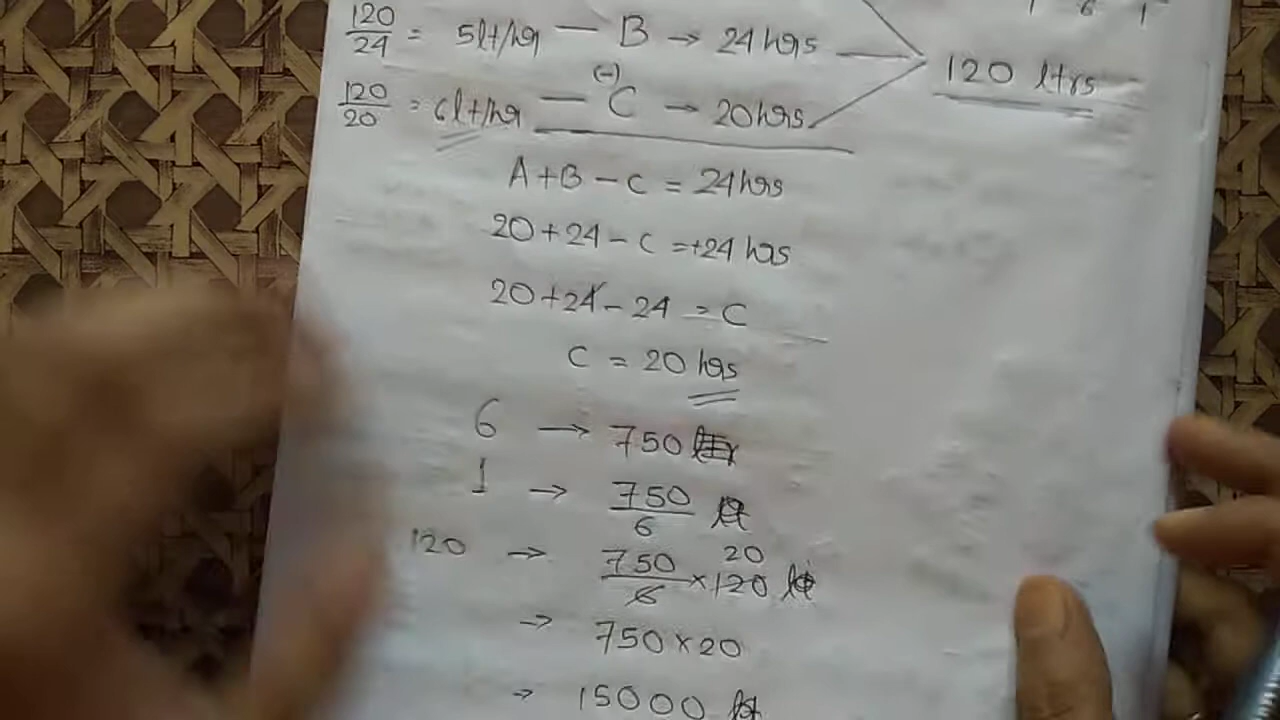 120/24 = 5lt/hr — B → 24 hrs
120 ltrs
(-)
120/20 = 6lt/hr — C → 20hrs
A+B-C = 24hrs
20+24-C =+24 hrs
20+24-24 = C
C = 20 hrs
6 → 750
1 → 750/6
120 → 750/6 ×120
20
→ 750×20
→ 15000